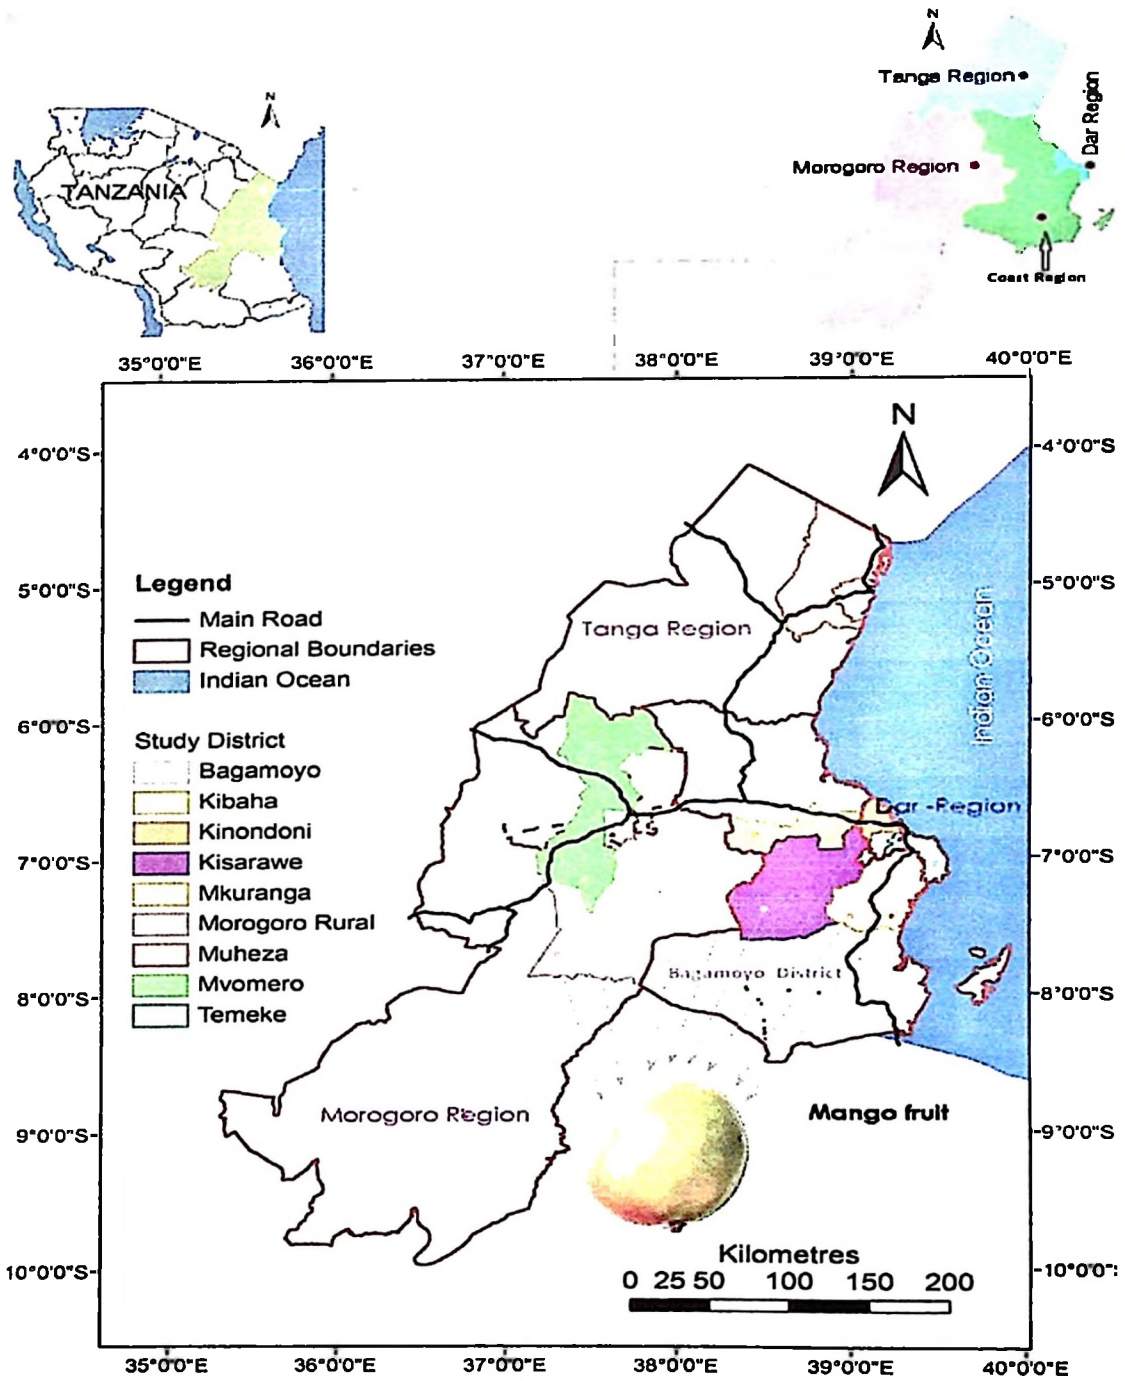 N
Tanga Region
Dar Region
N
TANZANIA
Morogoro Region
Coast Region
35°0'0"E 36°0'0"E 37°0'0"E 38°0'0"E 39°0'0"E 40°0'0"E
N
4°0'0"S
4°0'0"S
Legend
Main Road
Regional Boundaries
Indian Ocean
5°0'0"S
5°0'0"S
Tanga Region
Indian Ocean
6°0'0"S
6°0'0"S
Study District
Bagamoyo
Kibaha
Kinondoni
Kisarawe
Mkuranga
Morogoro Rural
Muheza
Mvomero
Temeke
Dar -Region
7°0'0"S
7°0'0"S
Bagamoyo District
8°0'0"S
8°0'0"S
Morogoro Region
Mango fruit
9°0'0"S
9°0'0"S
Kilometres
0 25 50 100 150 200
10°0'0"S
10°0'0":
35°0'0"E 36°0'0"E 37°0'0"E 38°0'0"E 39°0'0"E 40°0'0"E